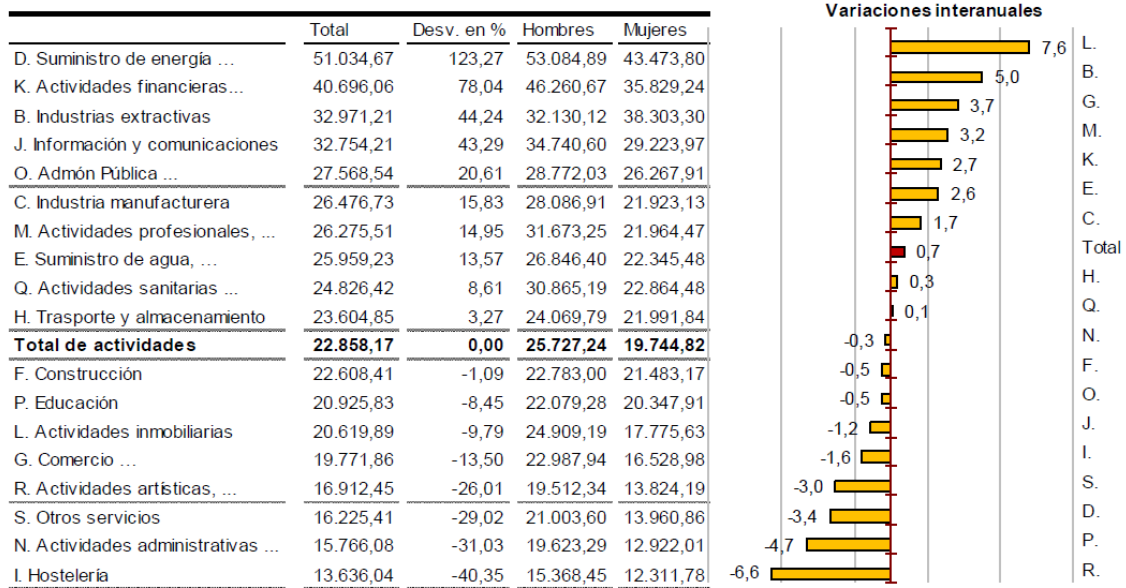 Variaciones interanuales
Total Desv. en % Hombres Mujeres
D. Suministro de energía ... 51.034,67 123,27 53.084,89 43.473,80
K. Actividades financieras... 40.696,06 78,04 46.260,67 35.829,24
B. Industrias extractivas 32.971,21 44,24 32.130,12 38.303,30
J. Información y comunicaciones 32.754,21 43,29 34.740,60 29.223,97
O. Admón Pública ... 27.568,54 20,61 28.772,03 26.267,91
C. Industria manufacturera 26.476,73 15,83 28.086,91 21.923,13
M. Actividades profesionales, ... 26.275,51 14,95 31.673,25 21.964,47
E. Suministro de agua, ... 25.959,23 13,57 26.846,40 22.345,48
Q. Actividades sanitarias ... 24.826,42 8,61 30.865,19 22.864,48
H. Trasporte y almacenamiento 23.604,85 3,27 24.069,79 21.991,84
Total de actividades 22.858,17 0,00 25.727,24 19.744,82
F. Construcción 22.608,41 -1,09 22.783,00 21.483,17
P. Educación 20.925,83 -8,45 22.079,28 20.347,91
L. Actividades inmobiliarias 20.619,89 -9,79 24.909,19 17.775,63
G. Comercio ... 19.771,86 -13,50 22.987,94 16.528,98
R. Actividades artísticas, ... 16.912,45 -26,01 19.512,34 13.824,19
S. Otros servicios 16.225,41 -29,02 21.003,60 13.960,86
N. Actividades administrativas ... 15.766,08 -31,03 19.623,29 12.922,01
I. Hostelería 13.636,04 -40,35 15.368,45 12.311,78
7,6 L.
5,0 B.
3,7 G.
3,2 M.
2,7 K.
2,6 E.
1,7 C.
0,7 Total
0,3 H.
0,1 Q.
-0,3 N.
-0,5 F.
-0,5 O.
-1,2 J.
-1,6 I.
-3,0 S.
-3,4 D.
-4,7 P.
-6,6 R.